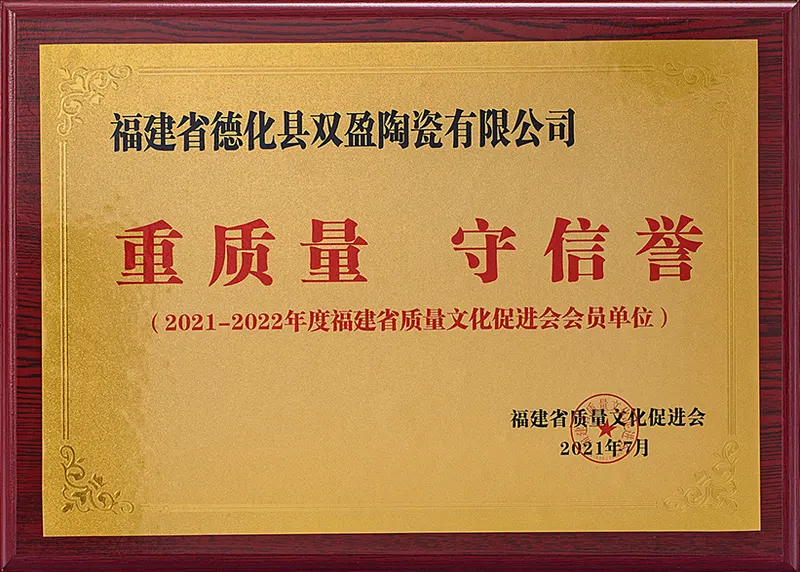 福建省德化县双盈陶瓷有限公司
重质量 守信誉
（2021-2022年度福建省质量文化促进会会员单位）
福建省质量文化促进会
2021年7月